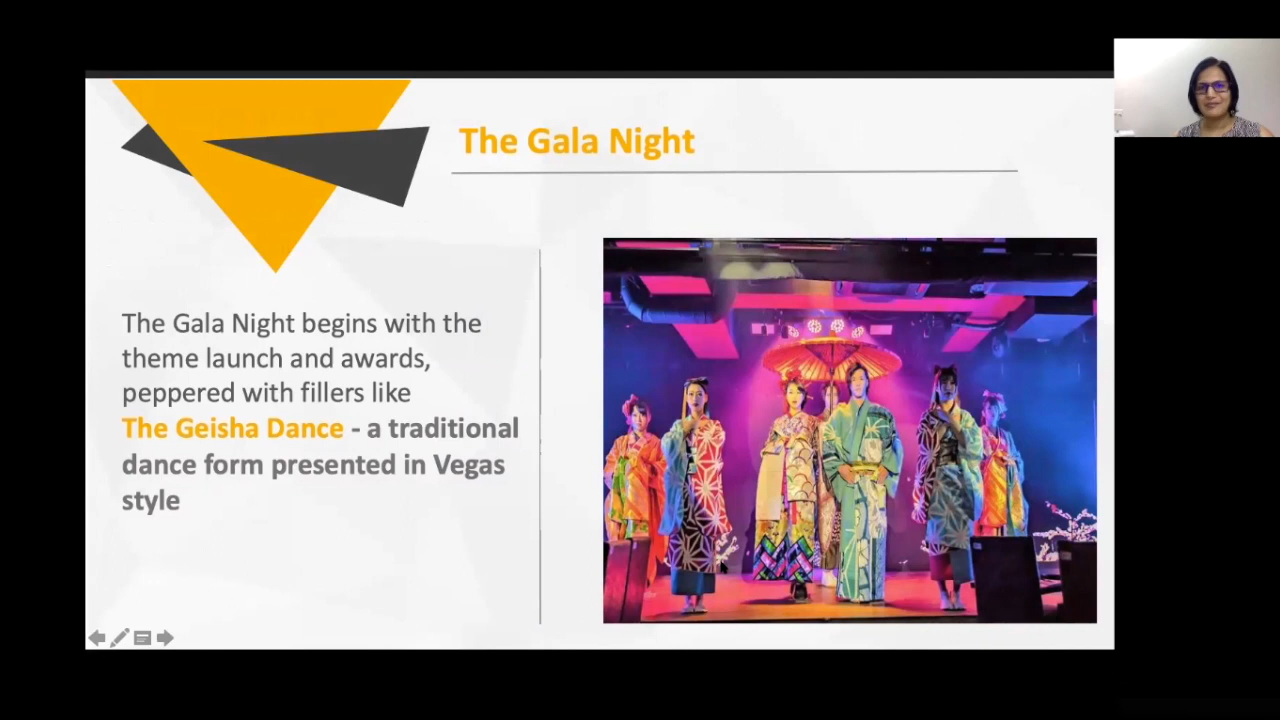 The Gala Night
The Gala Night begins with the
theme launch and awards,
peppered with fillers like
The Geisha Dance - a traditional
dance form presented in Vegas
style